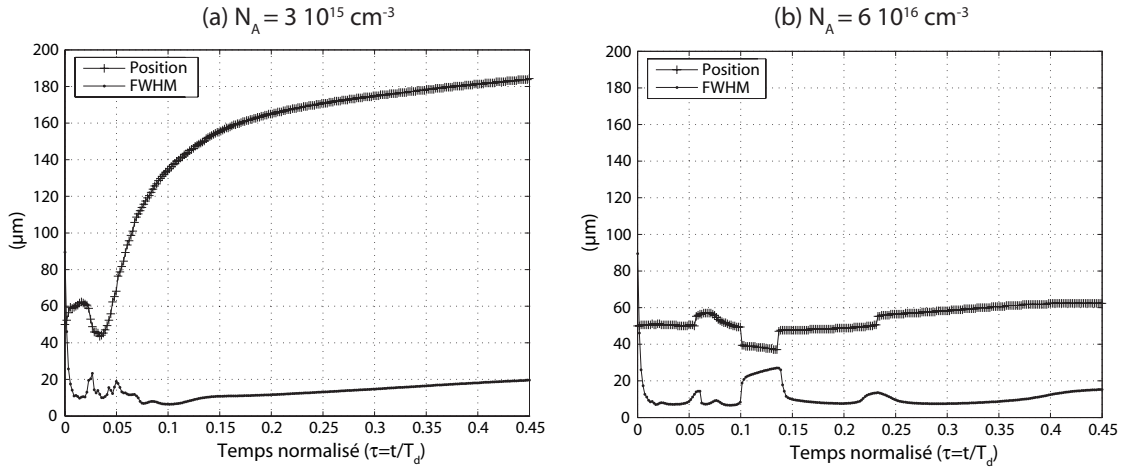 (a) N_A = 3 10¹⁵ cm⁻³
200
180
160
140
120
100
80
60
40
20
0
(µm)
Position
FWHM
0 0.05 0.1 0.15 0.2 0.25 0.3 0.35 0.4 0.45
Temps normalisé (τ=t/T_d)
(b) N_A = 6 10¹⁶ cm⁻³
200
180
160
140
120
100
80
60
40
20
0
(µm)
Position
FWHM
0 0.05 0.1 0.15 0.2 0.25 0.3 0.35 0.4 0.45
Temps normalisé (τ=t/T_d)